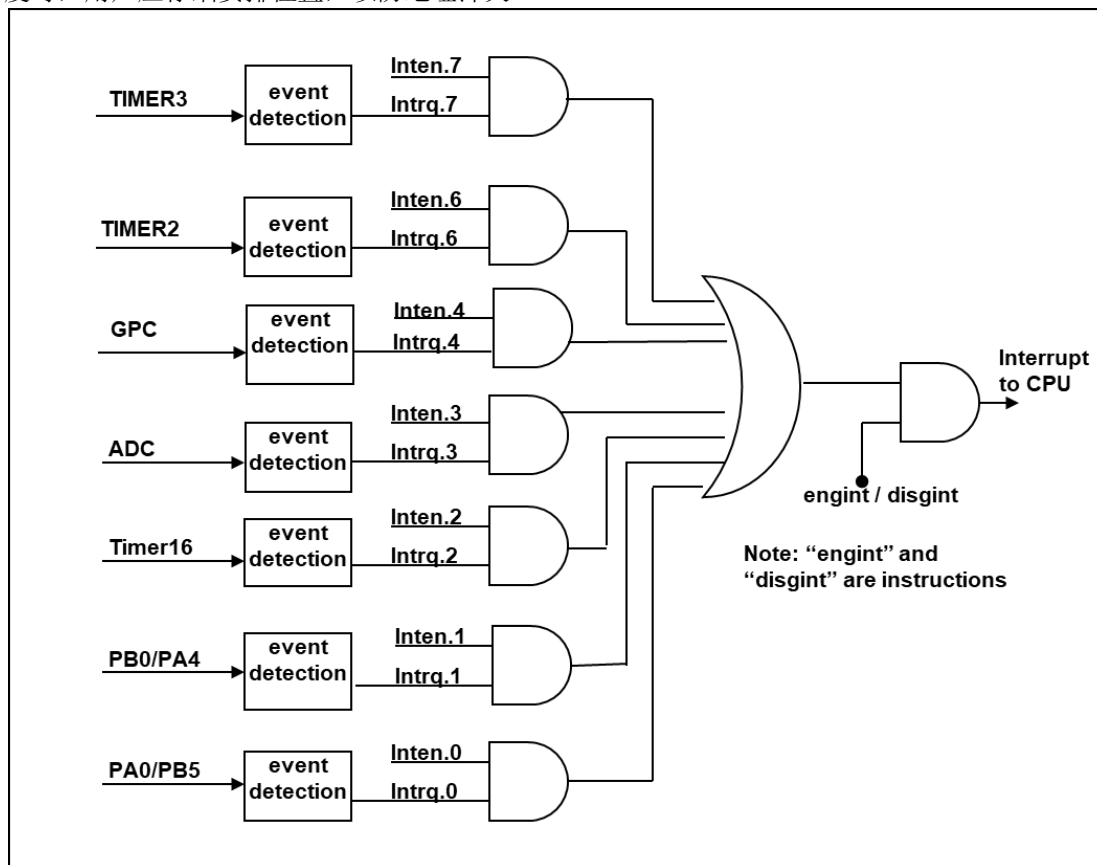 Inten.7
TIMER3
event
detection
Intrq.7
Inten.6
TIMER2
event
detection
Intrq.6
Inten.4
GPC
event
detection
Intrq.4
Inten.3
ADC
event
detection
Intrq.3
Inten.2
Timer16
event
detection
Intrq.2
Inten.1
PB0/PA4
event
detection
Intrq.1
Inten.0
PA0/PB5
event
detection
Intrq.0
Interrupt
to CPU
engint / disgint
Note: “engint” and
“disgint” are instructions